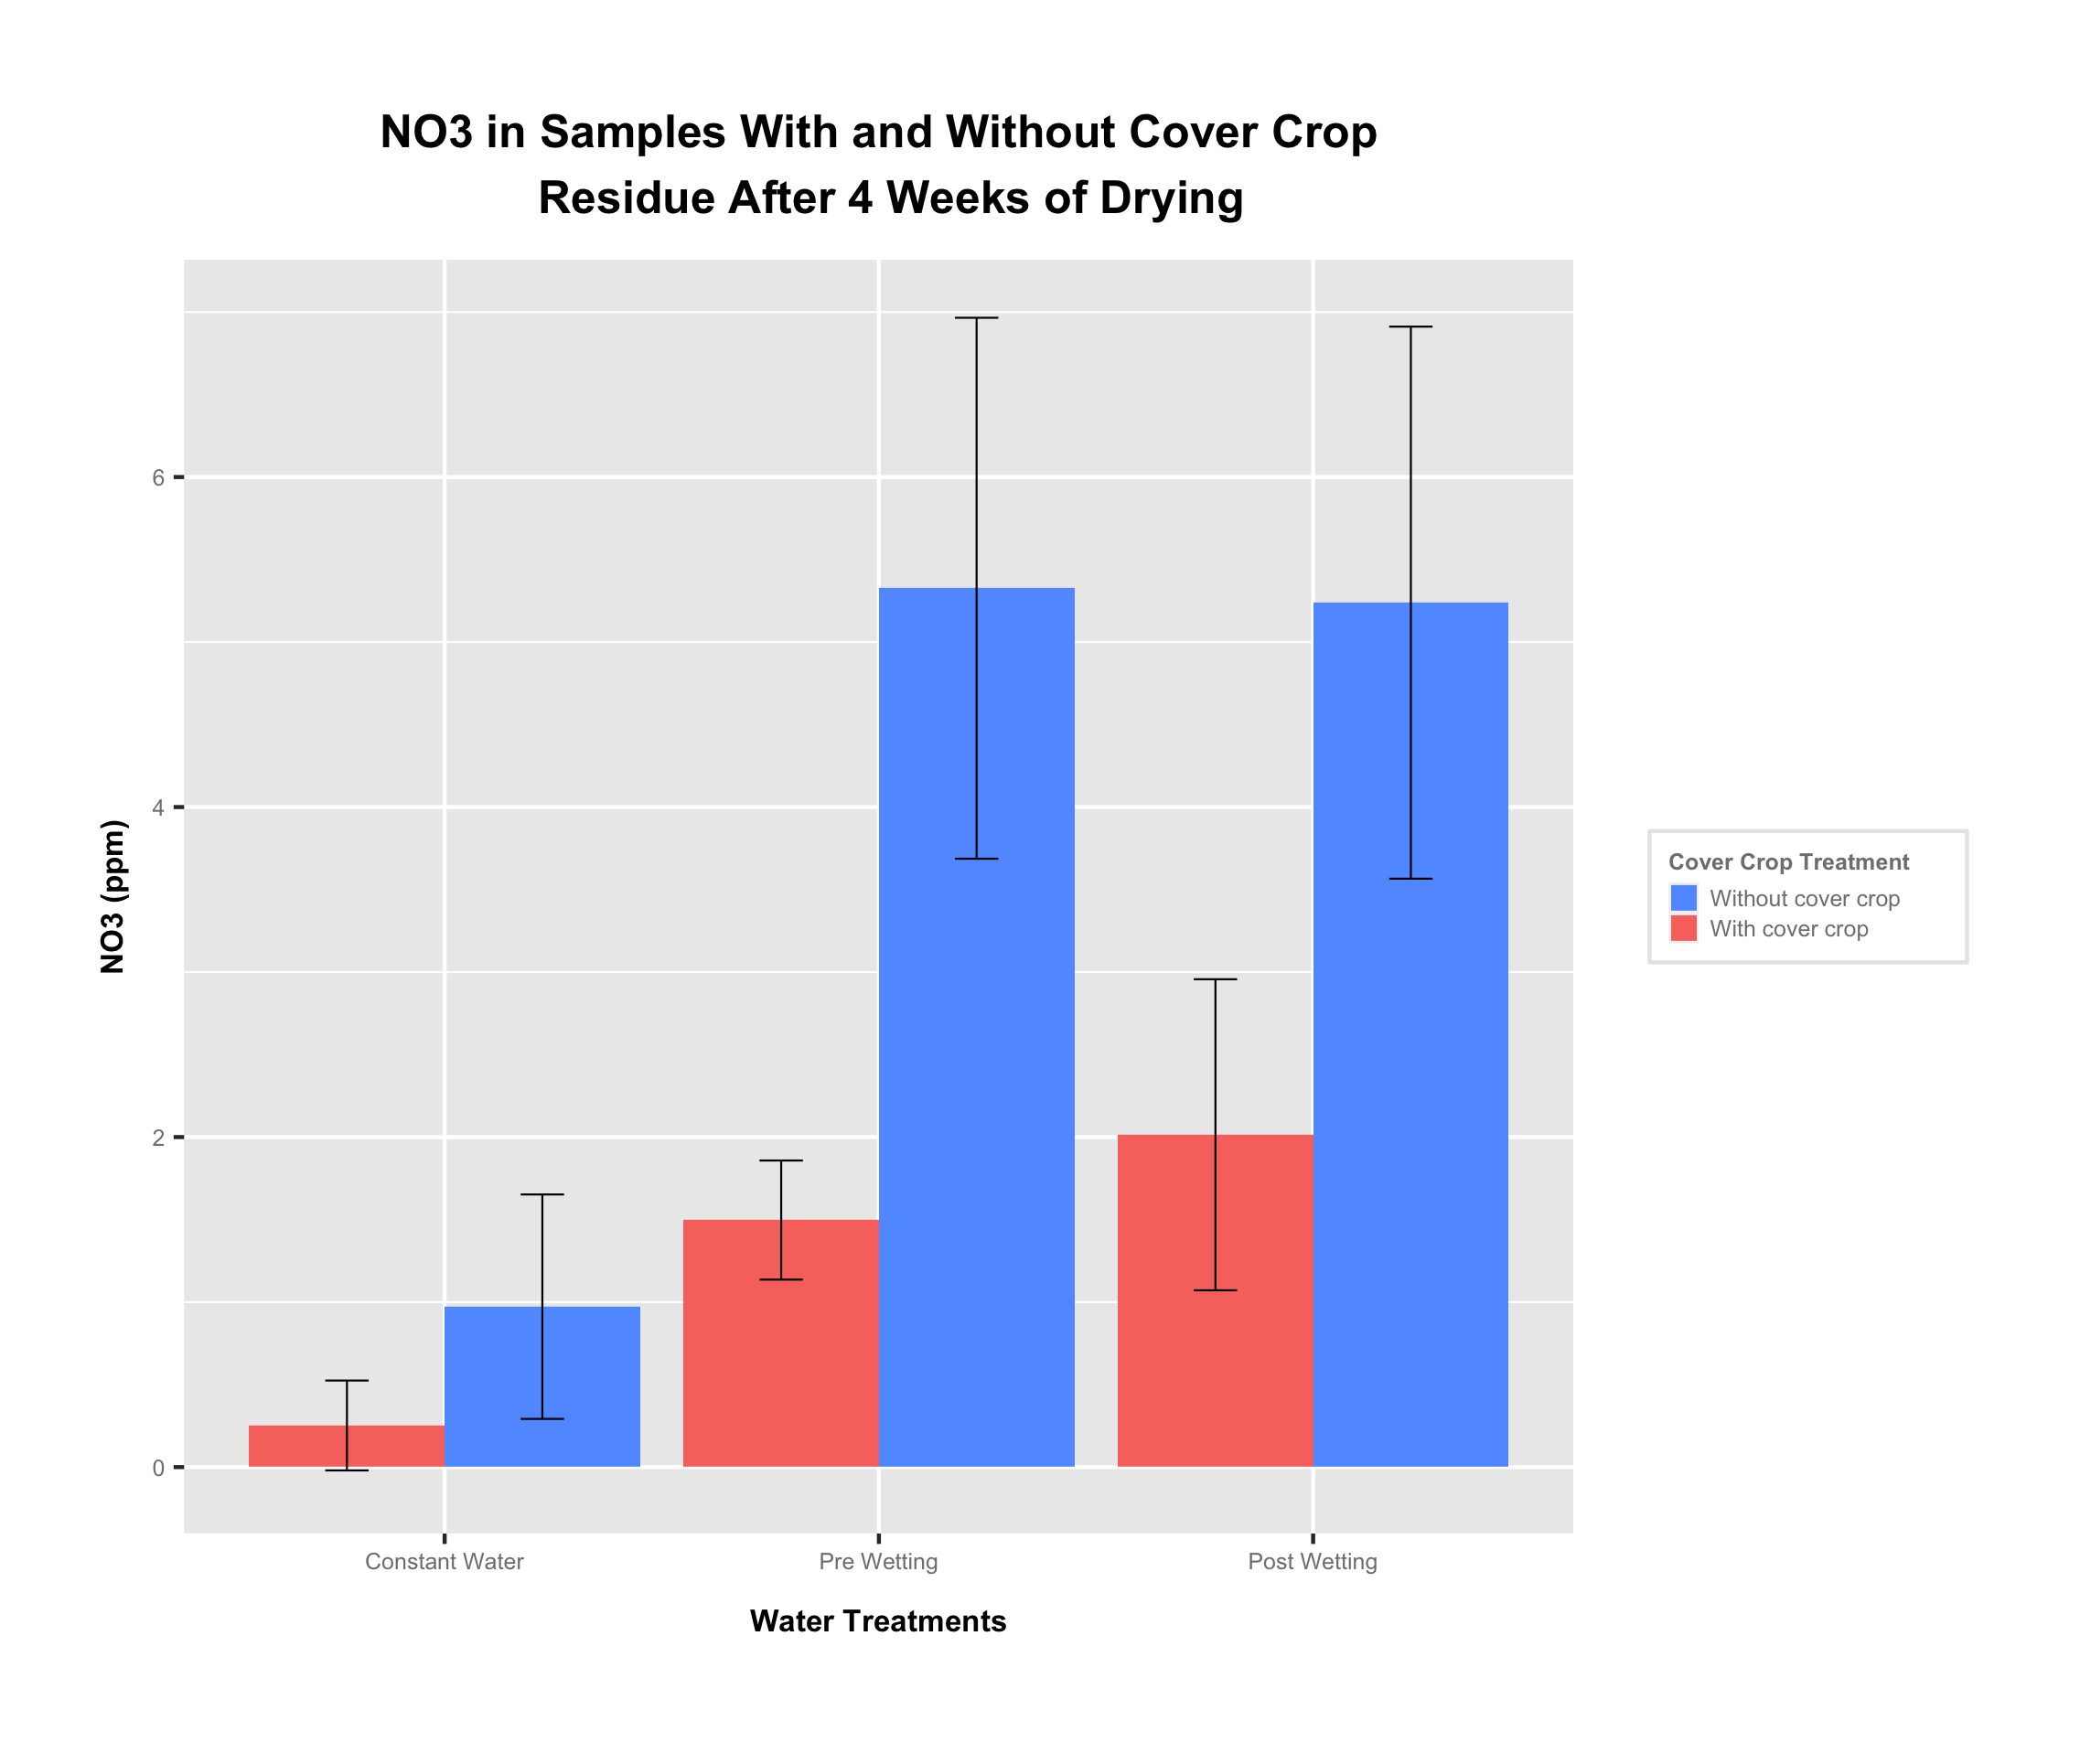 NO3 in Samples With and Without Cover Crop
Residue After 4 Weeks of Drying
NO3 (ppm)
6
4
2
0
Constant Water
Pre Wetting
Post Wetting
Water Treatments
Cover Crop Treatment
Without cover crop
With cover crop